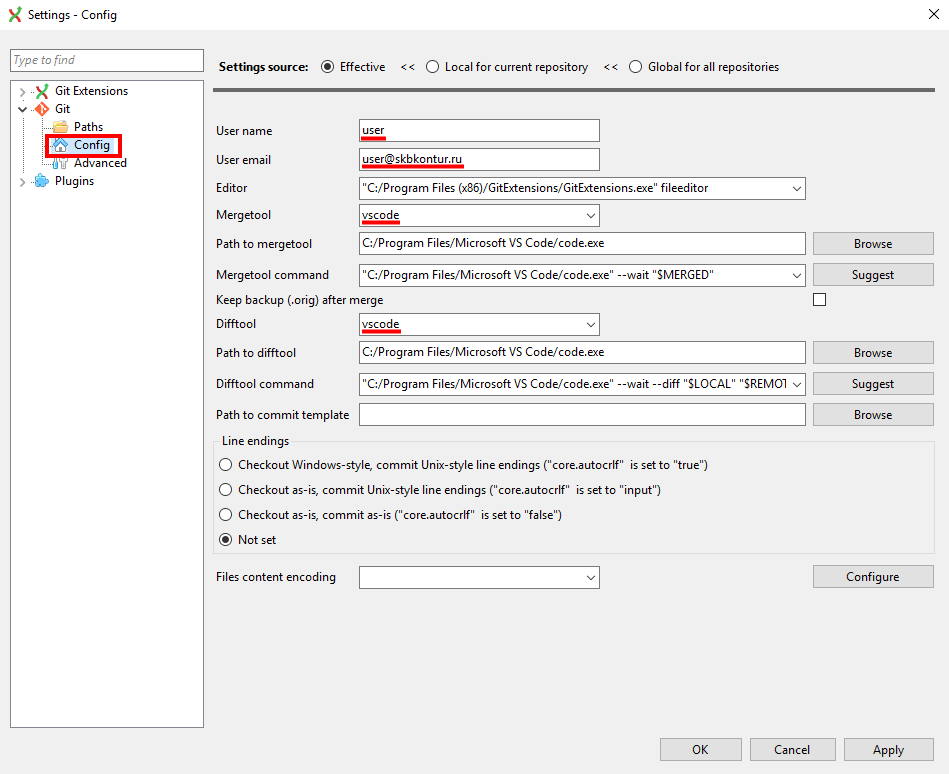 Settings - Config
Type to find
Git Extensions
Git
Paths
Config
Advanced
Plugins
Settings source: Effective << Local for current repository << Global for all repositories
User name user
User email user@skbkontur.ru
Editor "C:/Program Files (x86)/GitExtensions/GitExtensions.exe" fileeditor
Mergetool vscode
Path to mergetool C:/Program Files/Microsoft VS Code/code.exe Browse
Mergetool command "C:/Program Files/Microsoft VS Code/code.exe" --wait "$MERGED" Suggest
Keep backup (.orig) after merge
Difftool vscode
Path to difftool C:/Program Files/Microsoft VS Code/code.exe Browse
Difftool command "C:/Program Files/Microsoft VS Code/code.exe" --wait --diff "$LOCAL" "$REMOT Suggest
Path to commit template Browse
Line endings
Checkout Windows-style, commit Unix-style line endings ("core.autocrlf" is set to "true")
Checkout as-is, commit Unix-style line endings ("core.autocrlf" is set to "input")
Checkout as-is, commit as-is ("core.autocrlf" is set to "false")
Not set
Files content encoding Configure
OK Cancel Apply